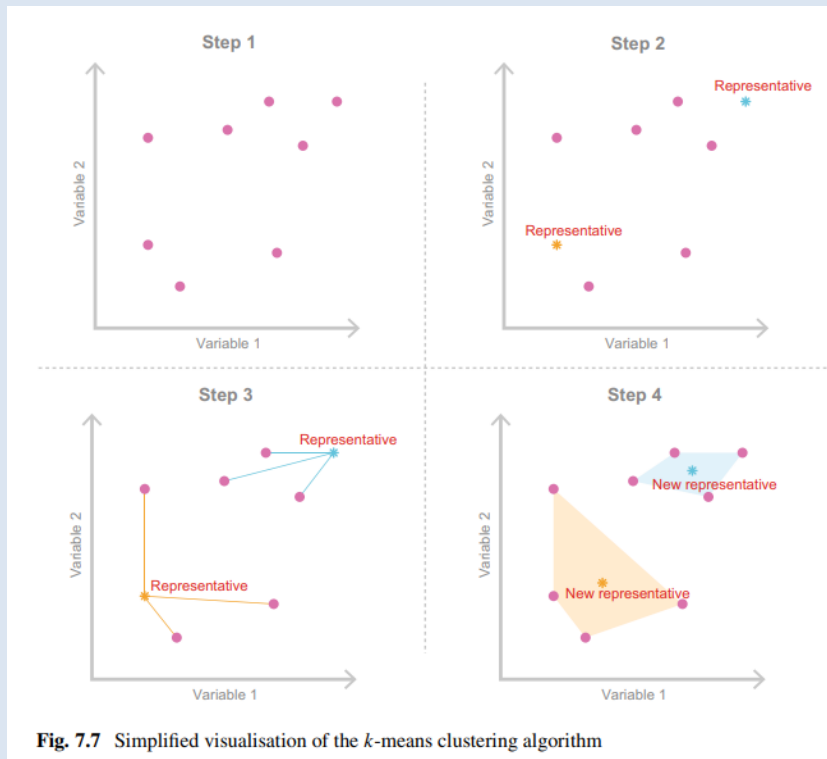 Step 1
Variable 2
Variable 1
Step 2
Representative
Variable 2
Representative
Variable 1
Step 3
Representative
Variable 2
Representative
Variable 1
Step 4
New representative
Variable 2
New representative
Variable 1
Fig. 7.7 Simplified visualisation of the k-means clustering algorithm